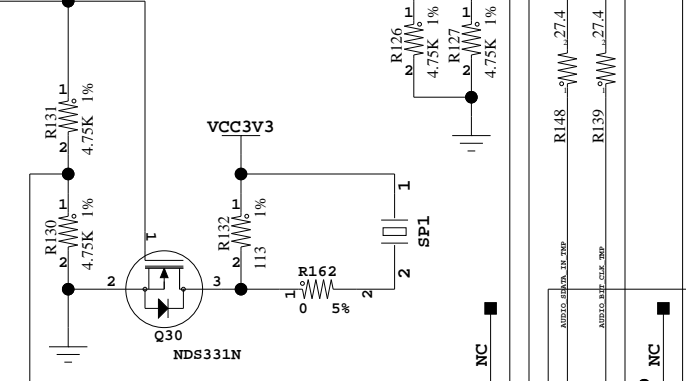 1
R126
4.75K 1%
2
1
R127
4.75K 1%
2
27.4
R148
27.4
R139
1
R131
4.75K 1%
2
VCC3V3
1
R130
4.75K 1%
2
1
R132
113 1%
2
1
SP1
2
1
2
3
R162
1
2
0 5%
Q30
NDS331N
AUDIO_SDATA_IN_TMP
AUDIO_BIT_CLK_TMP
NC
NC